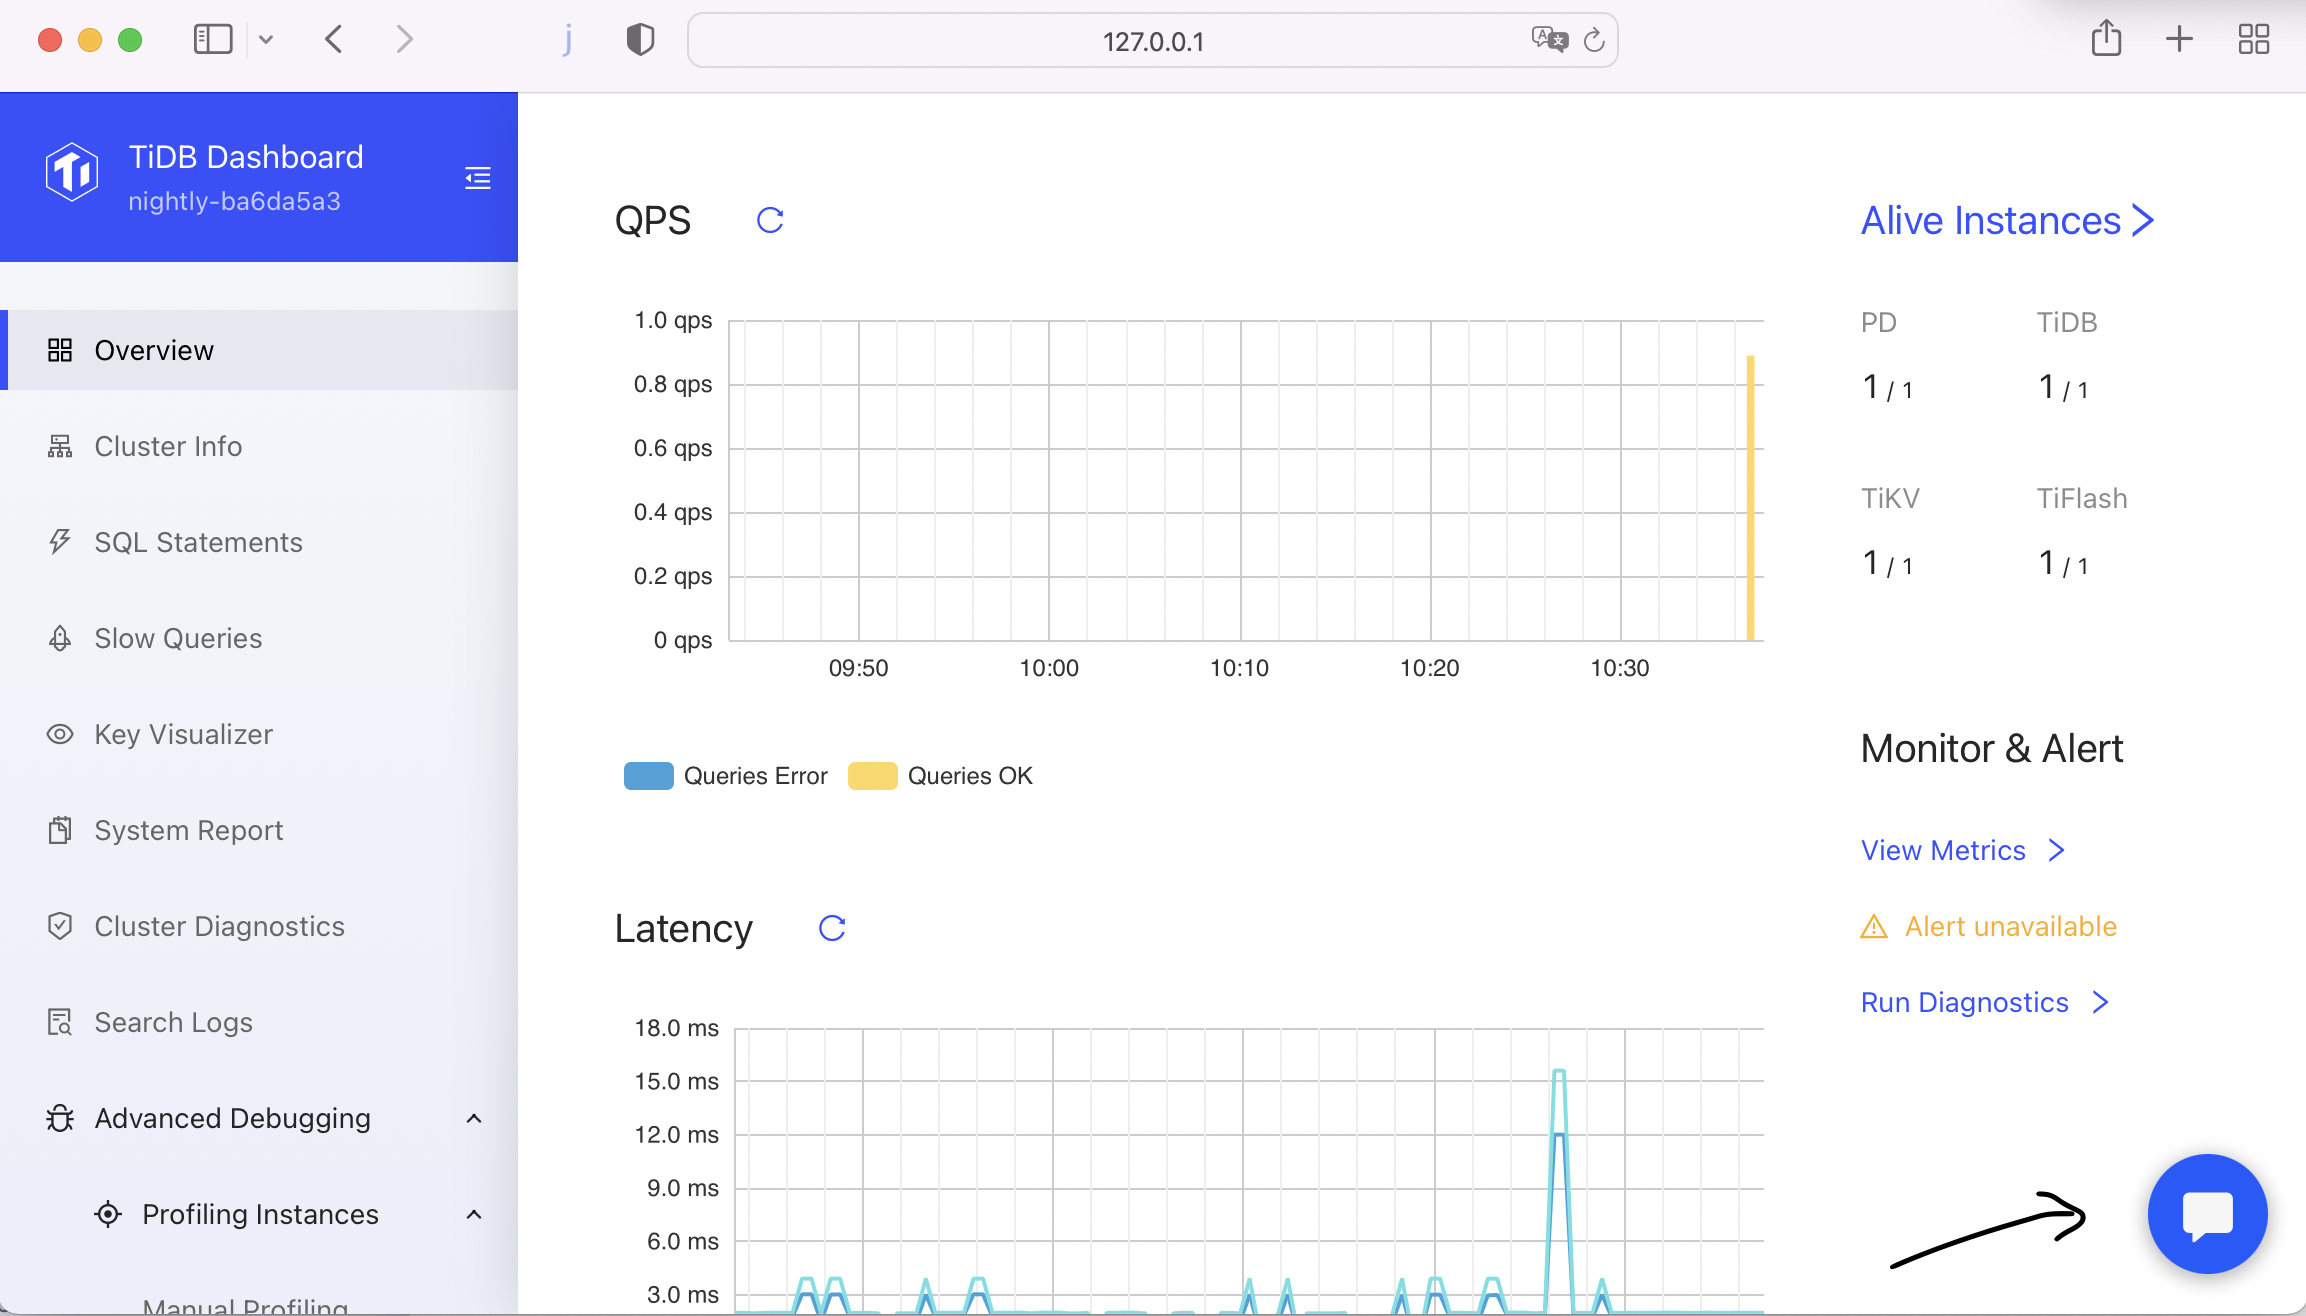 127.0.0.1
TiDB Dashboard
nightly-ba6da5a3
Overview
Cluster Info
SQL Statements
Slow Queries
Key Visualizer
System Report
Cluster Diagnostics
Search Logs
Advanced Debugging
Profiling Instances
Manual Profiling
QPS
1.0 qps
0.8 qps
0.6 qps
0.4 qps
0.2 qps
0 qps
09:50 10:00 10:10 10:20 10:30
Queries Error Queries OK
Latency
18.0 ms
15.0 ms
12.0 ms
9.0 ms
6.0 ms
3.0 ms
Alive Instances
PD TiDB
1 / 1 1 / 1
TiKV TiFlash
1 / 1 1 / 1
Monitor & Alert
View Metrics
Alert unavailable
Run Diagnostics